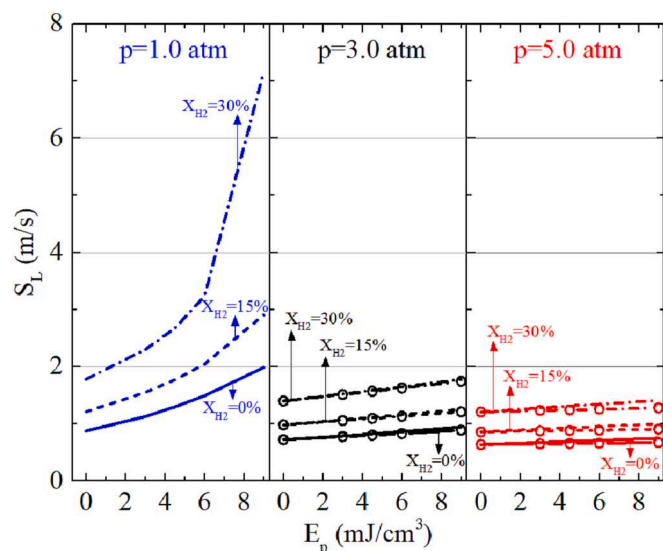 8
6
4
2
0
S_L (m/s)
p=1.0 atm
p=3.0 atm
p=5.0 atm
X_H2=30%
X_H2=15%
X_H2=0%
X_H2=30%
X_H2=15%
X_H2=0%
X_H2=30%
X_H2=15%
X_H2=0%
0 2 4 6 8 0 2 4 6 8 0 2 4 6 8
E_p (mJ/cm³)